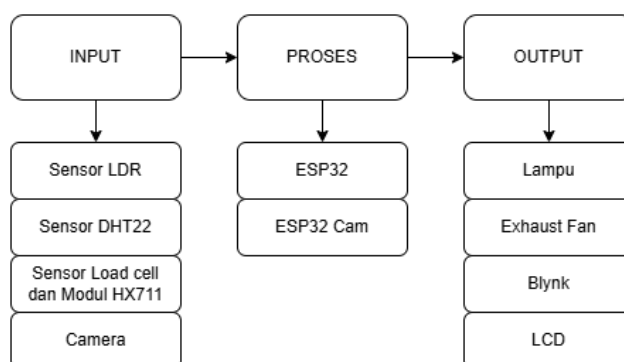 INPUT
PROSES
OUTPUT
Sensor LDR
Sensor DHT22
Sensor Load cell
dan Modul HX711
Camera
ESP32
ESP32 Cam
Lampu
Exhaust Fan
Blynk
LCD